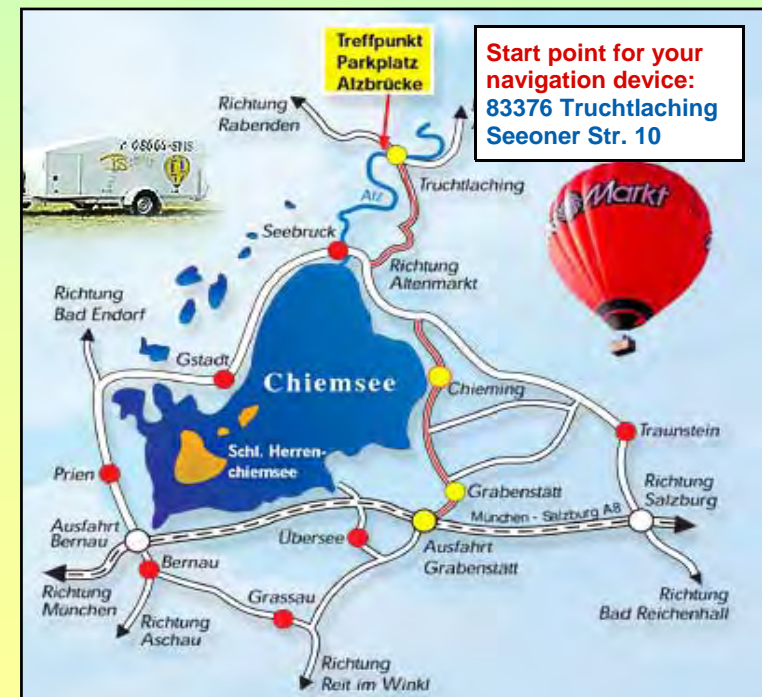 Treffpunkt
Parkplatz
Alzbrücke
Start point for your
navigation device:
83376 Truchtlaching
Seeoner Str. 10
Richtung
Rabenden
Alz
Truchtlaching
Seebruck
Markt
Richtung
Altenmarkt
Richtung
Bad Endorf
Gstadt
Chiemsee
Chieming
Schl. Herren-
chiemsee
Traunstein
Prien
Grabenstätt
Richtung
Salzburg
München - Salzburg A8
Ausfahrt
Bernau
Übersee
Ausfahrt
Grabenstätt
Bernau
Richtung
München
Grassau
Richtung
Bad Reichenhall
Richtung
Aschau
Richtung
Reit im Winkl